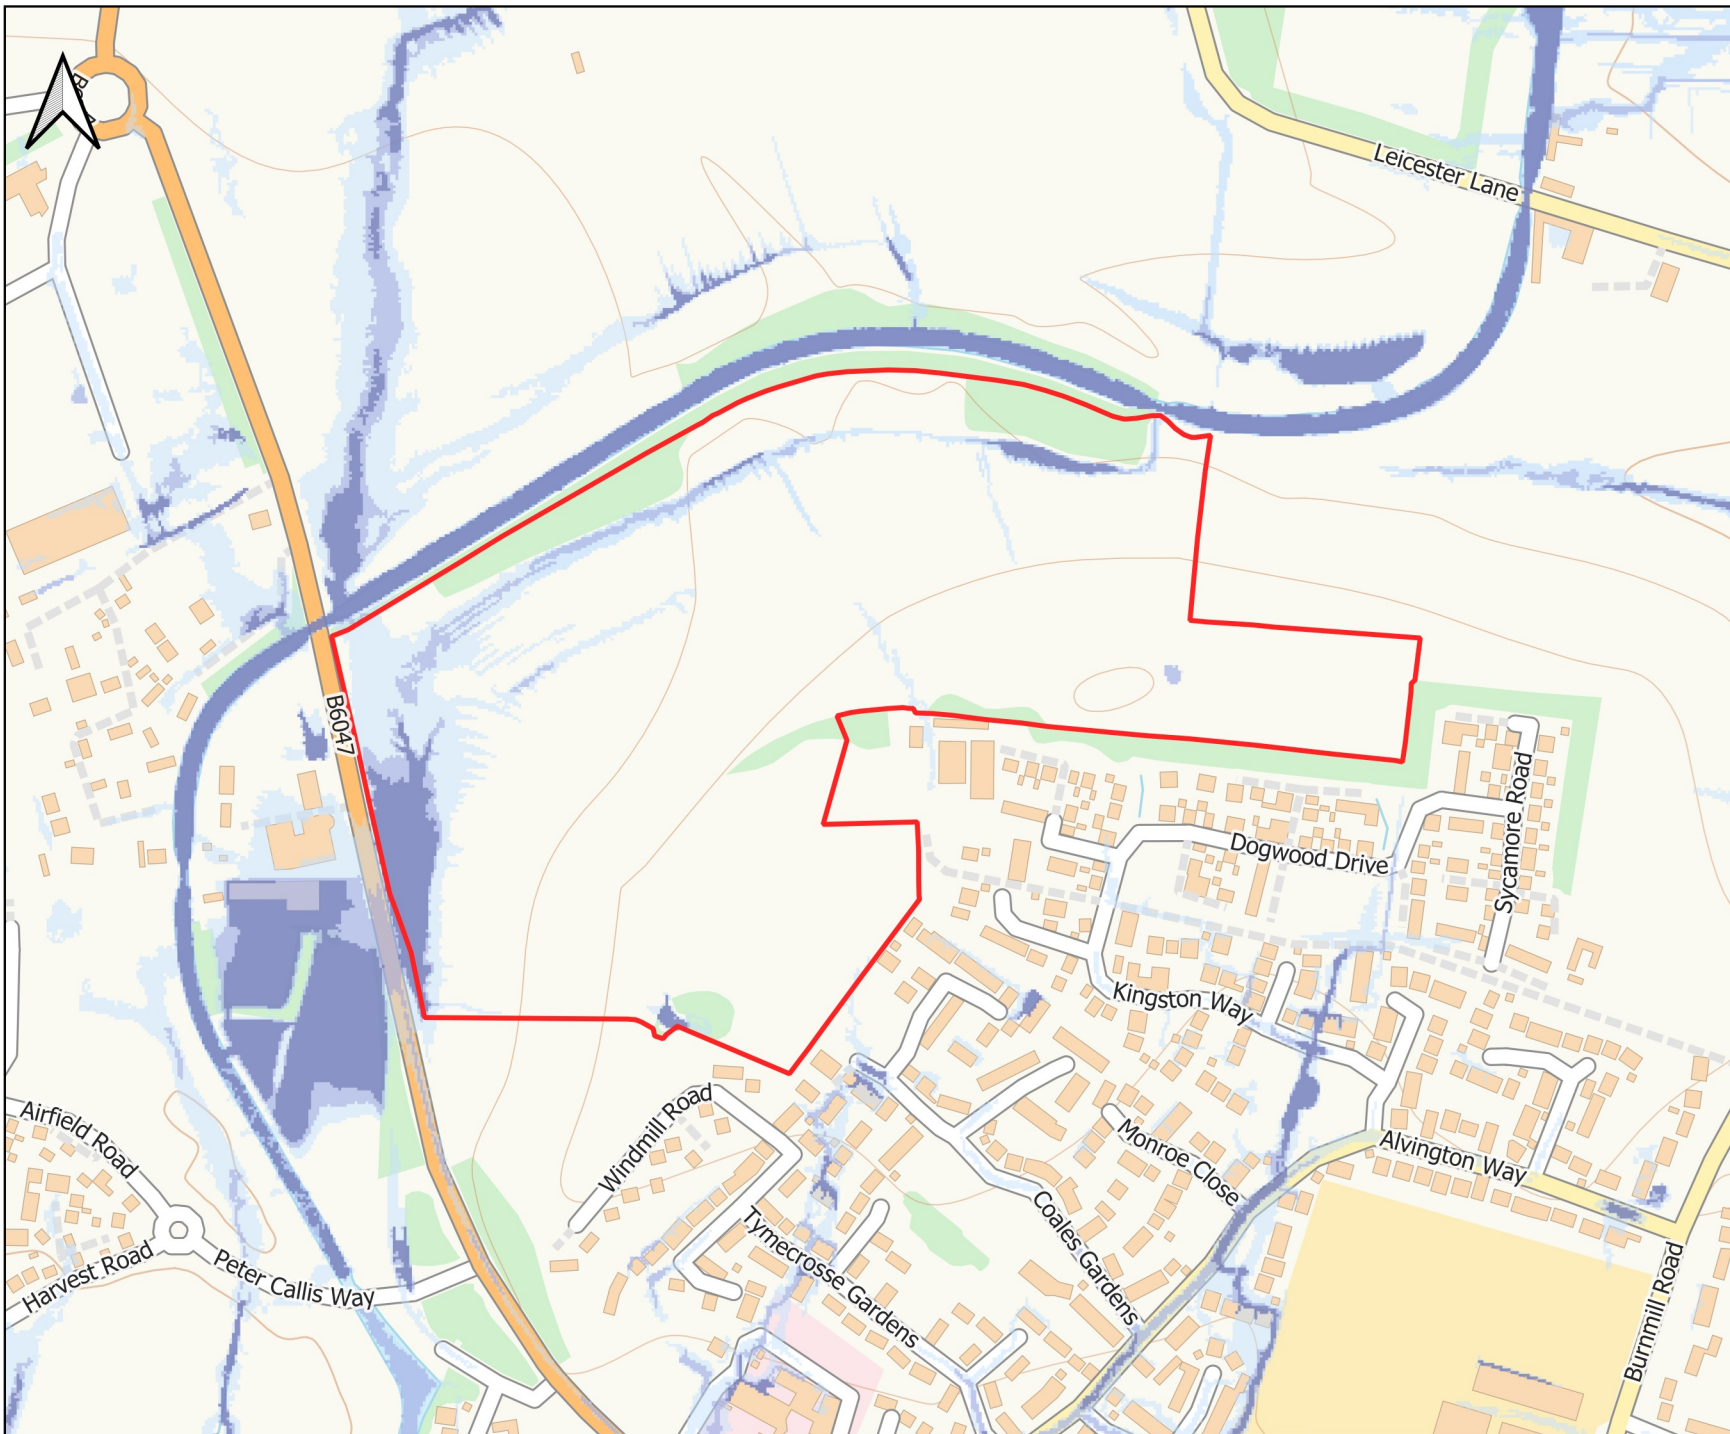 Leicester Lane
B6047
Sycamore Road
Dogwood Drive
Kingston Way
Windmill Road
Monroe Close
Alvington Way
Airfield Road
Coales Gardens
Tymecrosse Gardens
Harvest Road
Peter Callis Way
Burnmill Road